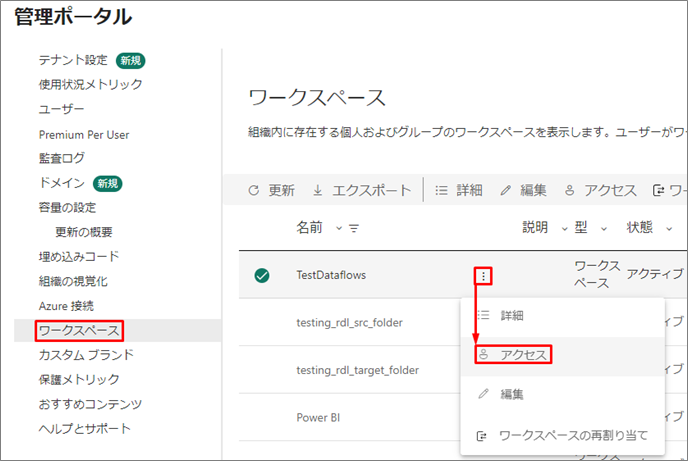 管理ポータル
テナント設定 新規
使用状況メトリック
ユーザー
Premium Per User
監査ログ
ドメイン 新規
容量の設定
更新の概要
埋め込みコード
組織の視覚化
Azure 接続
ワークスペース
カスタム ブランド
保護メトリック
おすすめコンテンツ
ヘルプとサポート
ワークスペース
組織内に存在する個人およびグループのワークスペースを表示します。ユーザーがワー
更新 エクスポート 詳細 編集 アクセス ワー
名前 説明 型 状態
TestDataflows ワークス アクティブ
ペース
testing_rdl_src_folder ィブ
testing_rdl_target_folder ィブ
Power BI ィブ
詳細
アクセス
編集
ワークスペースの再割り当て